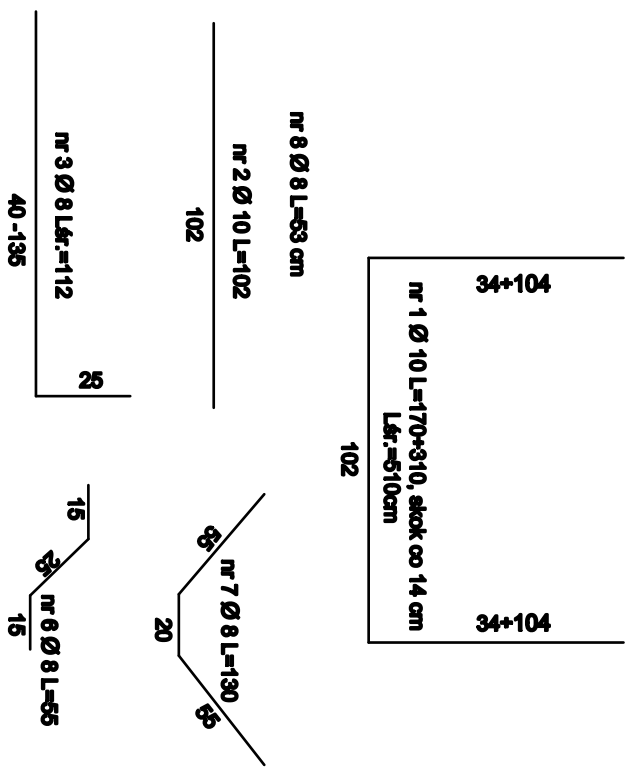 34+104
34+104
nr 1 Ø 10 L=170+310, skok co 14 cm
Lśr.=510cm
102
nr 8 Ø 8 L=53 cm
nr 2 Ø 10 L=102
102
nr 3 Ø 8 Lśr.=112
40 -135
25
55
nr 7 Ø 8 L=130
20
55
15
25
nr 6 Ø 8 L=55
15